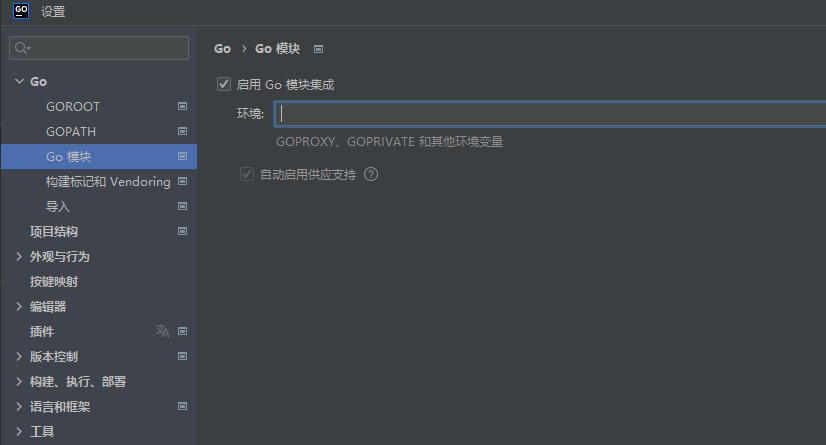 GO 设置
Go › Go 模块
启用 Go 模块集成
环境:
GOPROXY、GOPRIVATE 和其他环境变量
自动启用供应支持 ?
Go
GOROOT
GOPATH
Go 模块
构建标记和 Vendoring
导入
项目结构
外观与行为
按键映射
编辑器
插件
版本控制
构建、执行、部署
语言和框架
工具